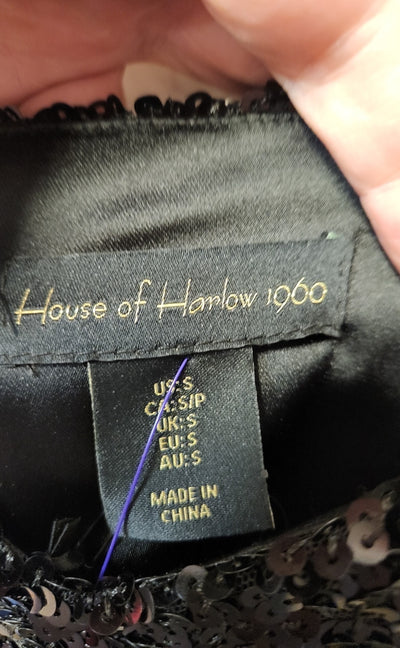 House of Harlow 1960
US: S
CA: S/P
UK: S
EU: S
AU: S
MADE IN
CHINA